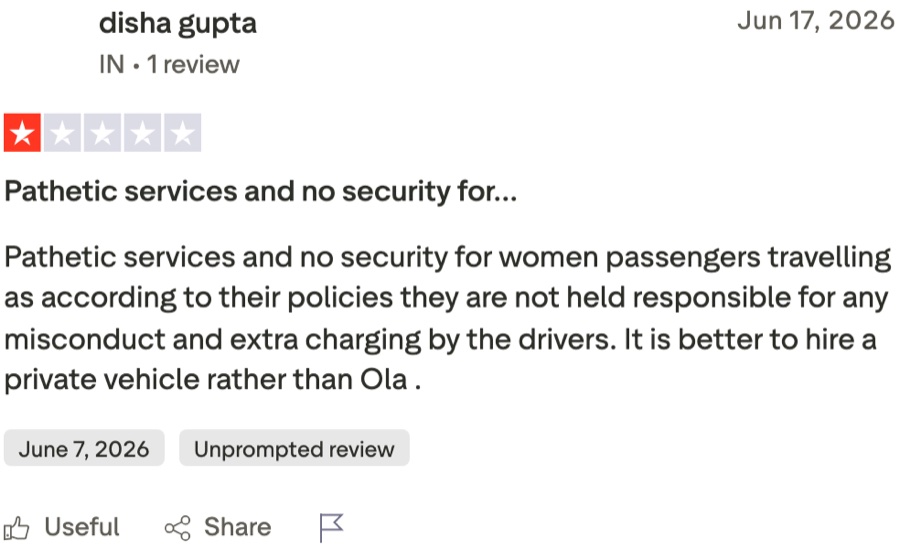 disha gupta
Jun 17, 2026
IN • 1 review
Pathetic services and no security for...
Pathetic services and no security for women passengers travelling
as according to their policies they are not held responsible for any
misconduct and extra charging by the drivers. It is better to hire a
private vehicle rather than Ola .
June 7, 2026
Unprompted review
Useful
Share